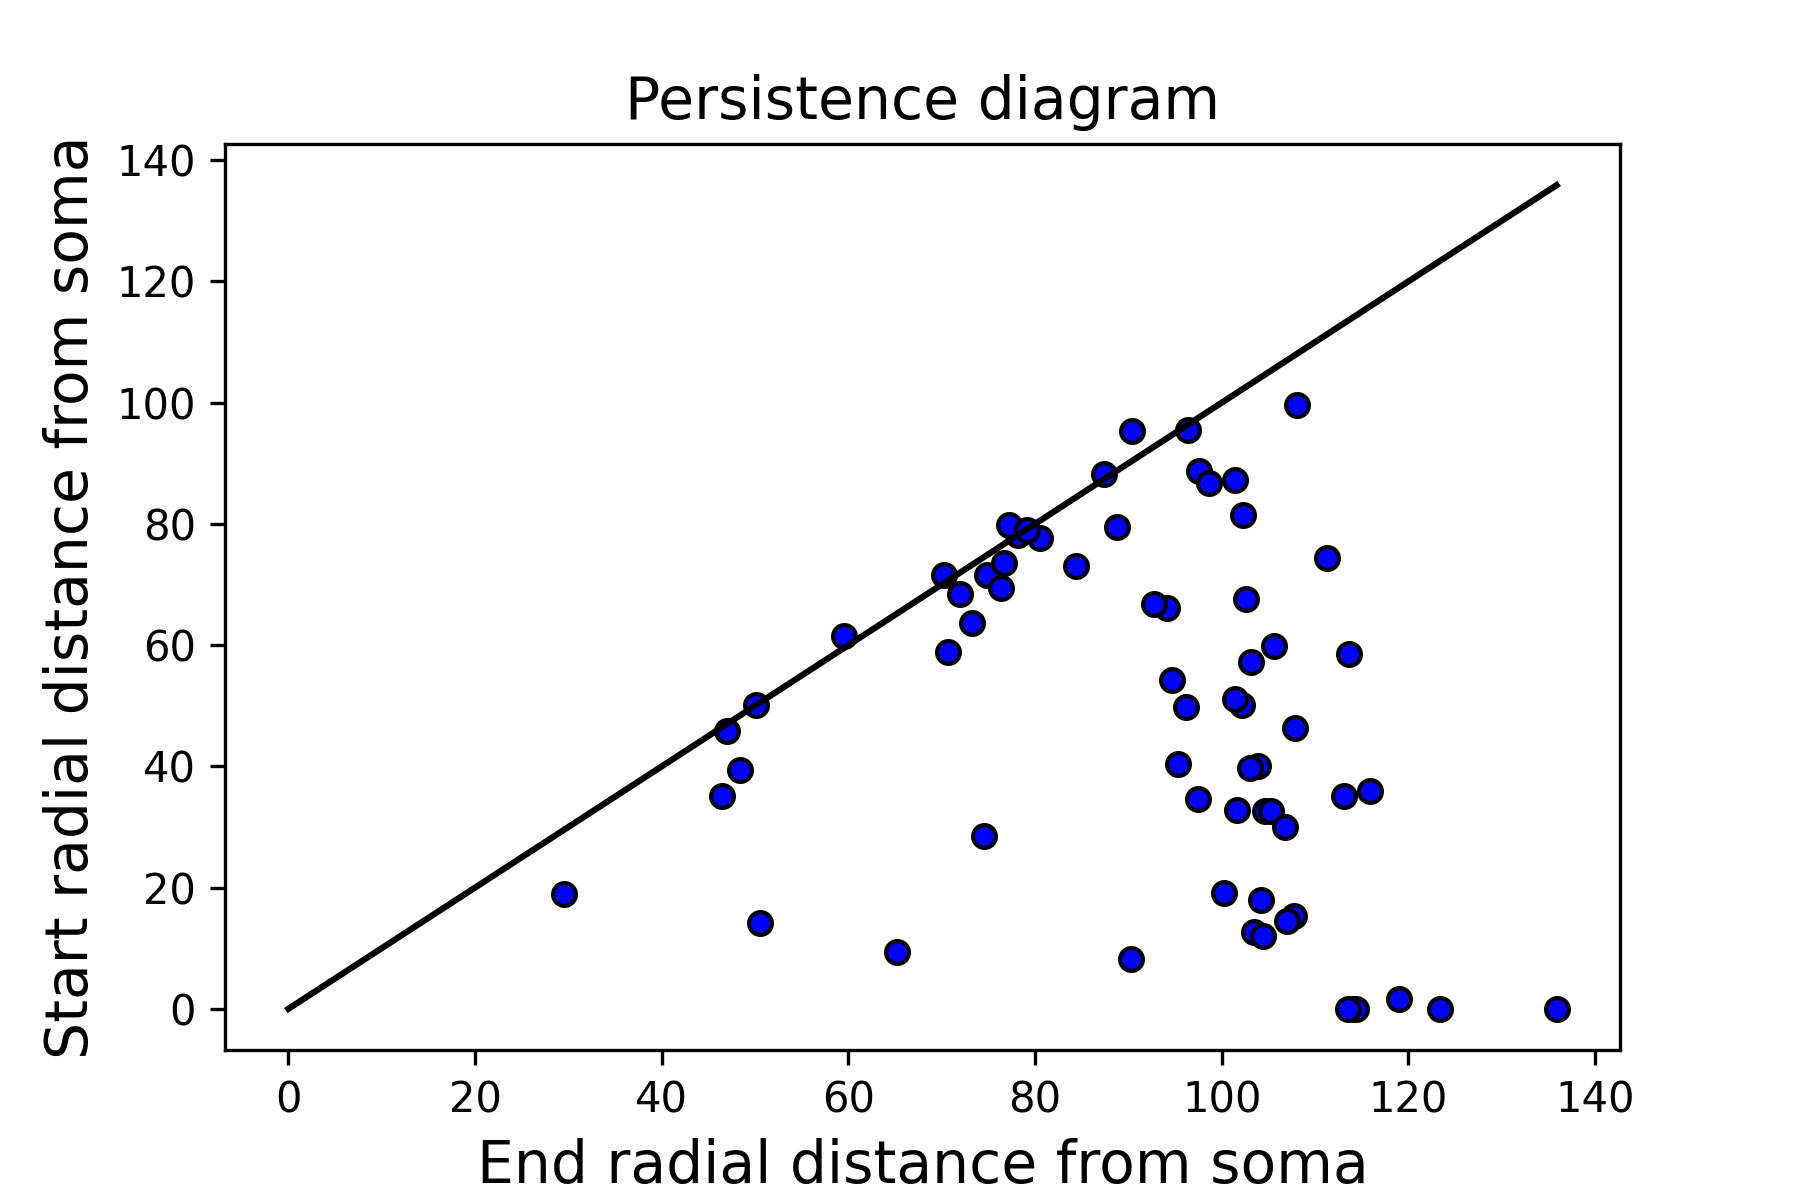 Persistence diagram
Start radial distance from soma
140
120
100
80
60
40
20
0
0 20 40 60 80 100 120 140
End radial distance from soma